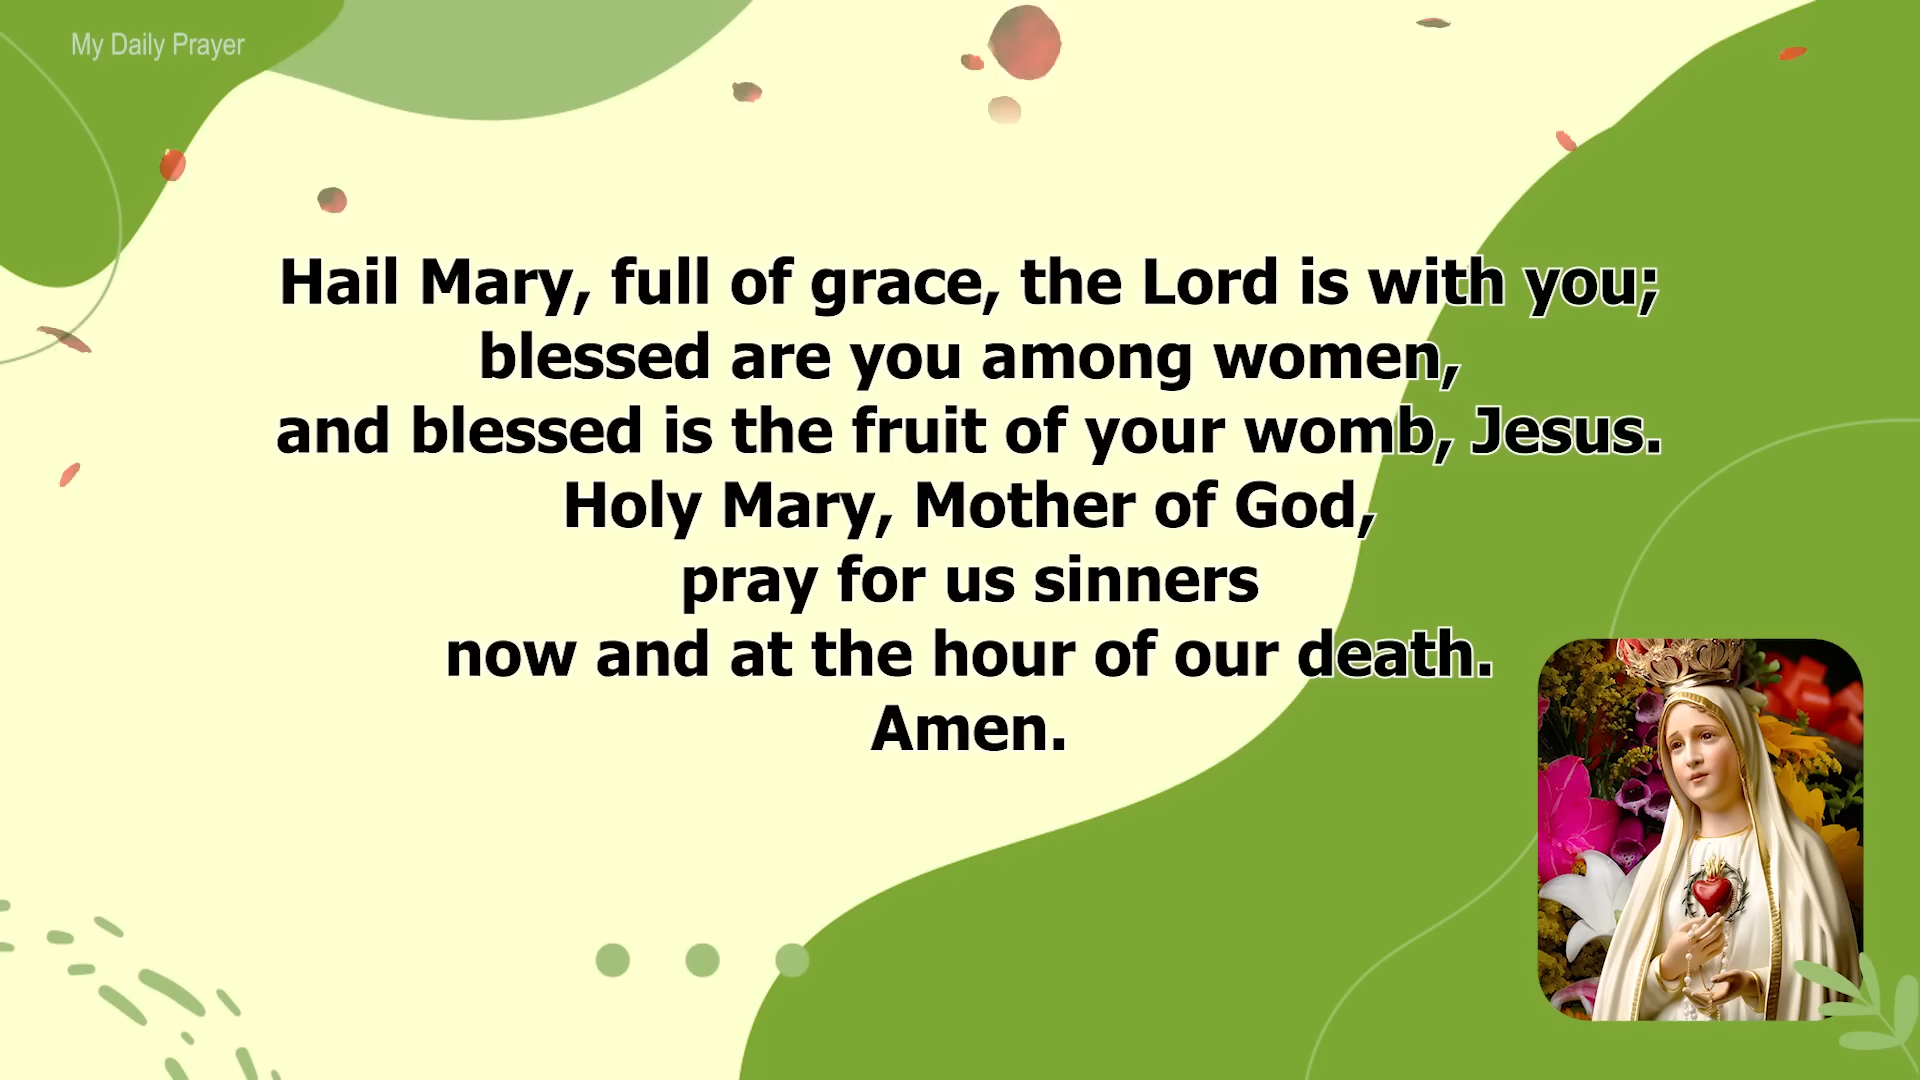 My Daily Prayer
Hail Mary, full of grace, the Lord is with you;
blessed are you among women,
and blessed is the fruit of your womb, Jesus.
Holy Mary, Mother of God,
pray for us sinners
now and at the hour of our death.
Amen.